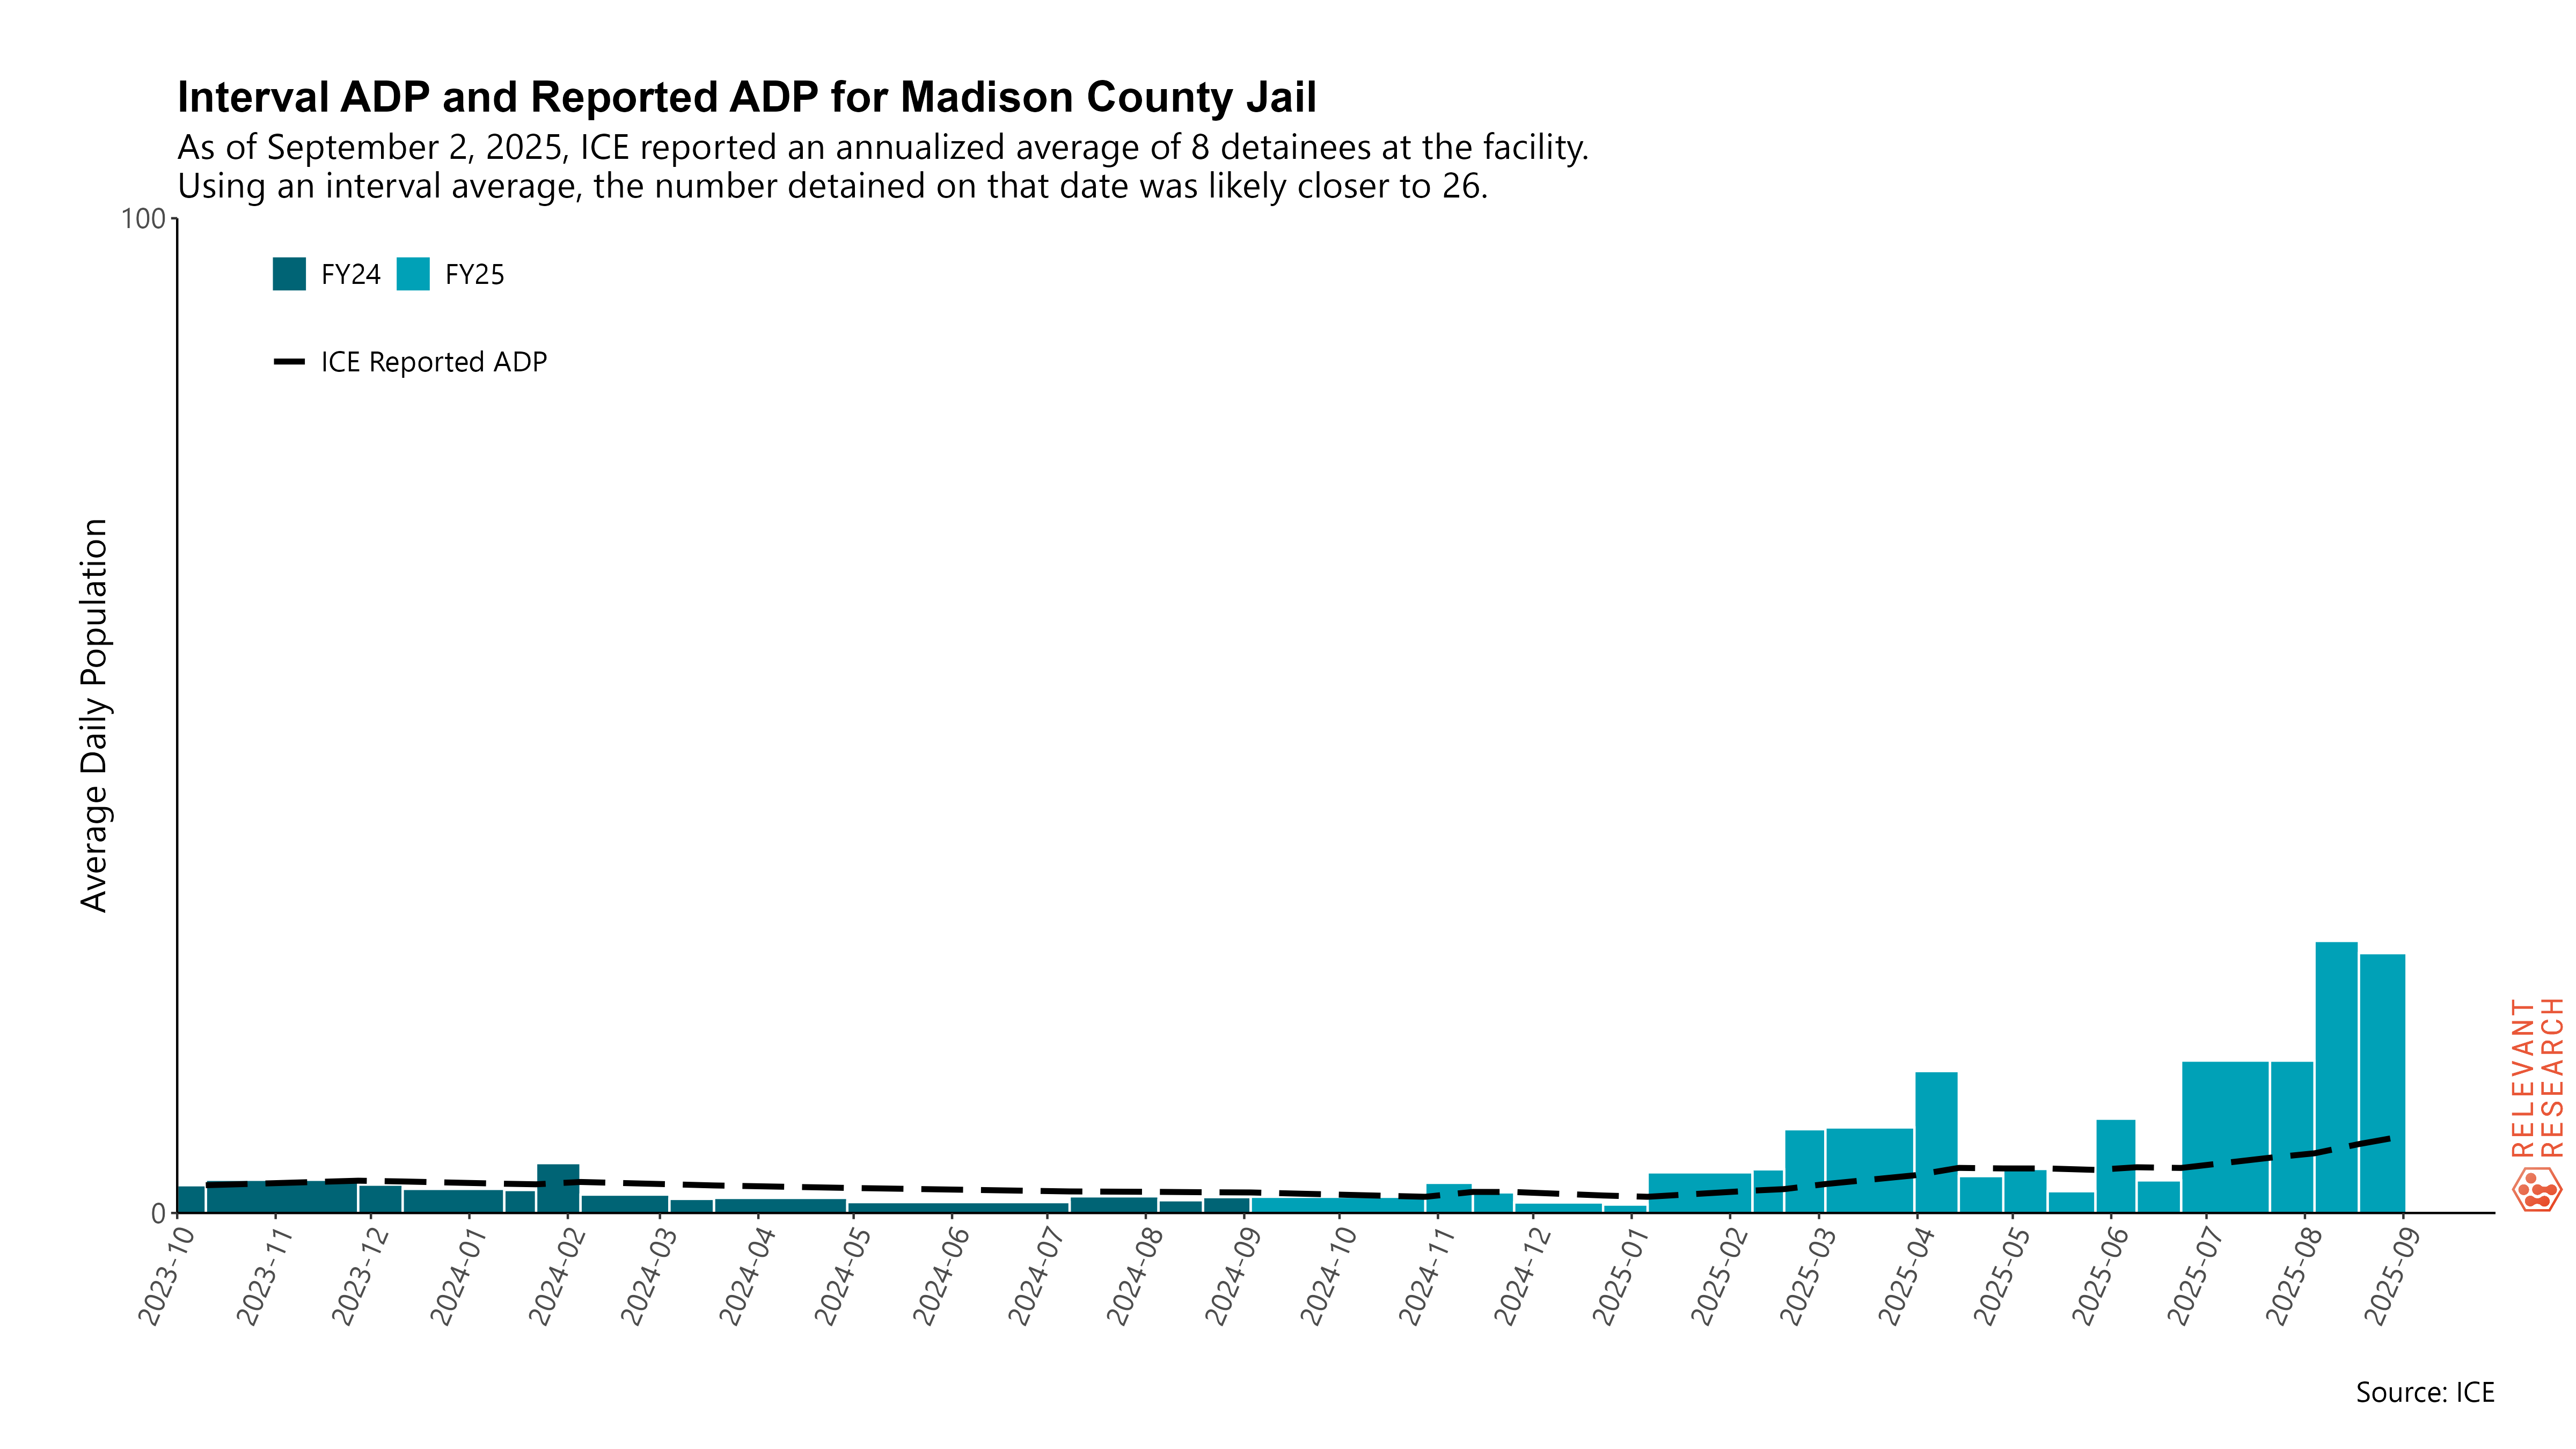 Interval ADP and Reported ADP for Madison County Jail
As of September 2, 2025, ICE reported an annualized average of 8 detainees at the facility.
Using an interval average, the number detained on that date was likely closer to 26.
100
FY24 FY25
ICE Reported ADP
Average Daily Population
0
2023-10
2023-11
2023-12
2024-01
2024-02
2024-03
2024-04
2024-05
2024-06
2024-07
2024-08
2024-09
2024-10
2024-11
2024-12
2025-01
2025-02
2025-03
2025-04
2025-05
2025-06
2025-07
2025-08
2025-09
RELEVANT
RESEARCH
Source: ICE